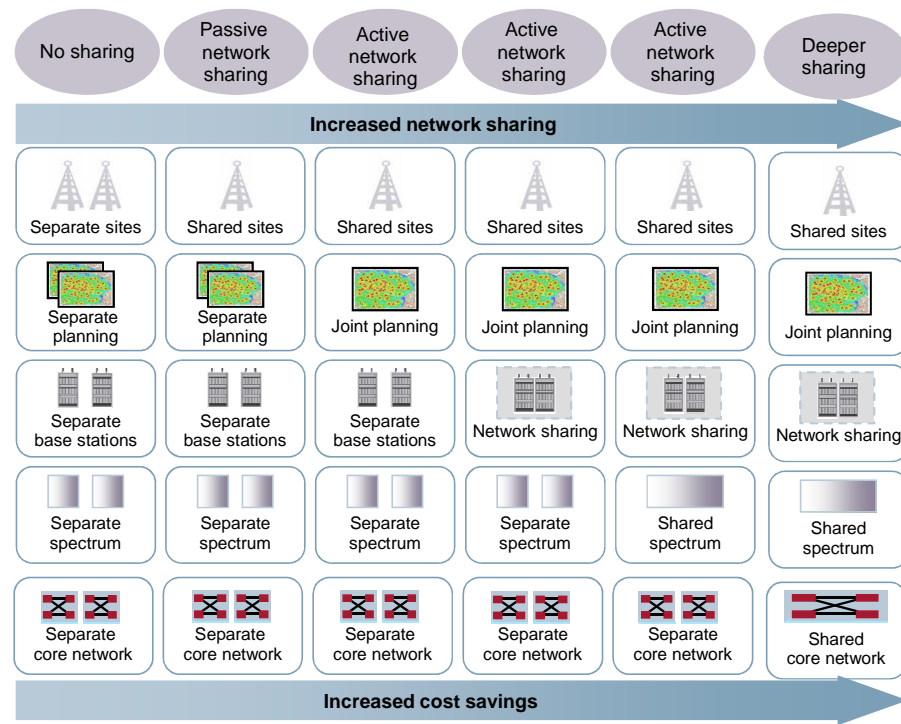 No sharing
Passive
network
sharing
Active
network
sharing
Active
network
sharing
Active
network
sharing
Deeper
sharing
Increased network sharing
Separate sites
Shared sites
Shared sites
Shared sites
Shared sites
Shared sites
Separate
planning
Separate
planning
Joint planning
Joint planning
Joint planning
Joint planning
Separate
base stations
Separate
base stations
Separate
base stations
Network sharing
Network sharing
Network sharing
Separate
spectrum
Separate
spectrum
Separate
spectrum
Separate
spectrum
Shared
spectrum
Shared
spectrum
Separate
core network
Separate
core network
Separate
core network
Separate
core network
Separate
core network
Shared
core network
Increased cost savings